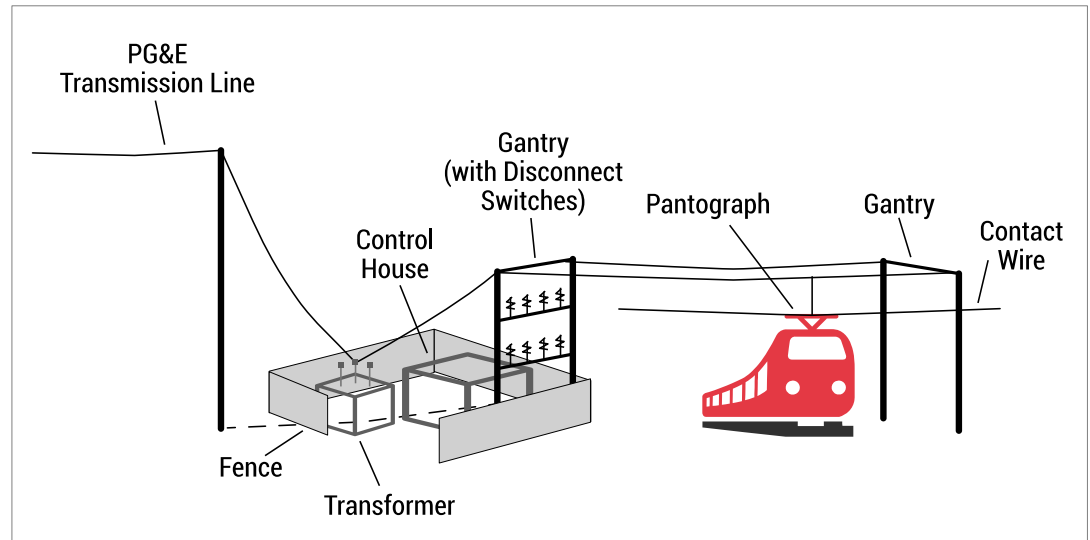 PG&E
Transmission Line
Gantry
(with Disconnect
Switches)
Pantograph
Gantry
Contact
Wire
Control
House
Fence
Transformer